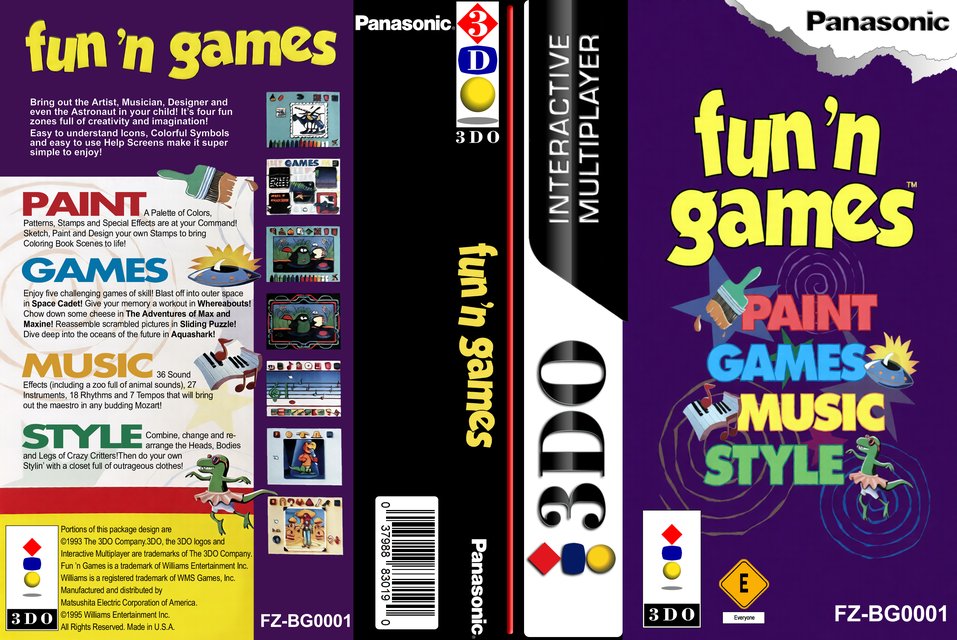 fun 'n games
Bring out the Artist, Musician, Designer and
even the Astronaut in your child! It's four fun
zones full of creativity and imagination!
Easy to understand Icons, Colorful Symbols
and easy to use Help Screens make it super
simple to enjoy!
PAINT A Palette of Colors,
Patterns, Stamps and Special Effects are at your Command!
Sketch, Paint and Design your own Stamps to bring
Coloring Book Scenes to life!
GAMES
Enjoy five challenging games of skill! Blast off into outer space
in Space Cadet! Give your memory a workout in Whereabouts!
Chow down some cheese in The Adventures of Max and
Maxine! Reassemble scrambled pictures in Sliding Puzzle!
Dive deep into the oceans of the future in Aquashark!
MUSIC 36 Sound
Effects (including a zoo full of animal sounds), 27
Instruments, 18 Rhythms and 7 Tempos that will bring
out the maestro in any budding Mozart!
STYLE Combine, change and re-
arrange the Heads, Bodies
and Legs of Crazy Critters!Then do your own
Stylin' with a closet full of outrageous clothes!
GAMES
3DO
Portions of this package design are
©1993 The 3DO Company.3DO, the 3DO logos and
Interactive Multiplayer are trademarks of The 3DO Company.
Fun 'n Games is a trademark of Williams Entertainment Inc.
Williams is a registered trademark of WMS Games, Inc.
Manufactured and distributed by
Matsushita Electric Corporation of America.
©1995 Williams Entertainment Inc.
All Rights Reserved. Made in U.S.A.
FZ-BG0001
Panasonic
3
D
3DO
fun 'n games
0 37988 83019 0
Panasonic
INTERACTIVE
MULTIPLAYER
3DO
Panasonic
fun 'n
games™
PAINT
GAMES
MUSIC
STYLE
3DO
E
Everyone
FZ-BG0001